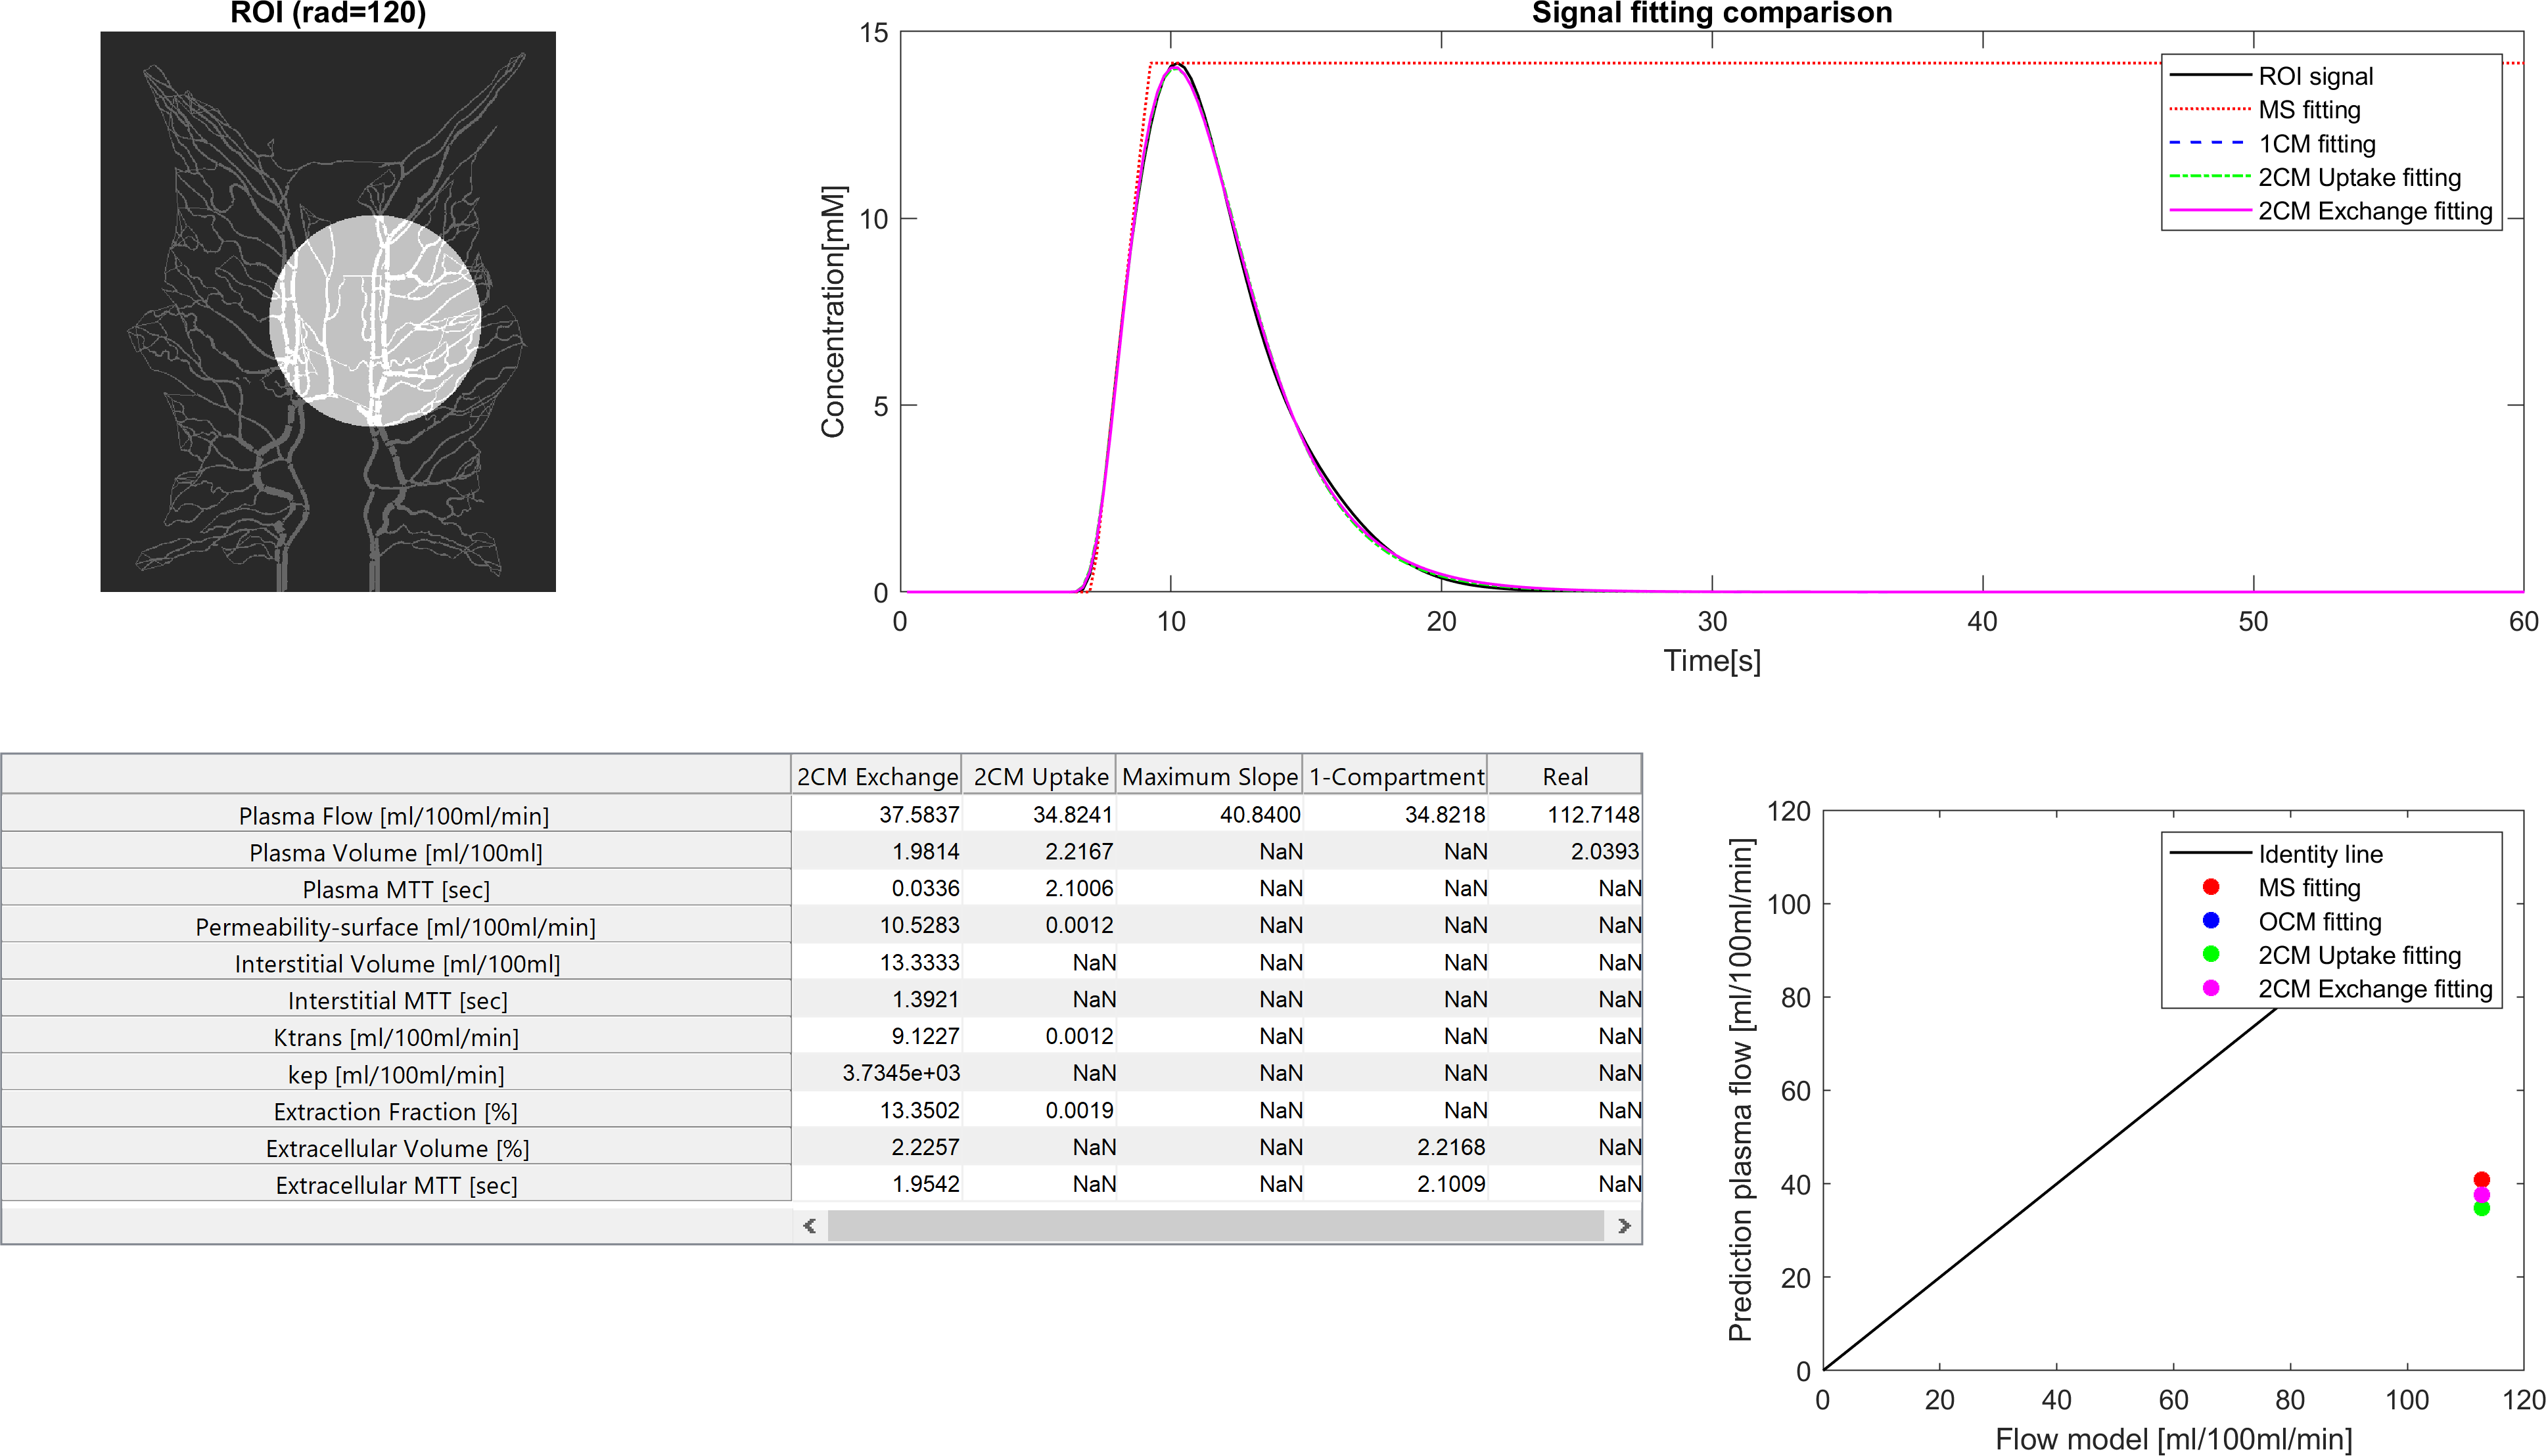 ROI (rad=120)
Signal fitting comparison
15
10
5
0
Concentration[mM]
0 10 20 30 40 50 60
Time[s]
ROI signal
MS fitting
1CM fitting
2CM Uptake fitting
2CM Exchange fitting
2CM Exchange 2CM Uptake Maximum Slope 1-Compartment Real
Plasma Flow [ml/100ml/min] 37.5837 34.8241 40.8400 34.8218 112.7148
Plasma Volume [ml/100ml] 1.9814 2.2167 NaN NaN 2.0393
Plasma MTT [sec] 0.0336 2.1006 NaN NaN NaN
Permeability-surface [ml/100ml/min] 10.5283 0.0012 NaN NaN NaN
Interstitial Volume [ml/100ml] 13.3333 NaN NaN NaN NaN
Interstitial MTT [sec] 1.3921 NaN NaN NaN NaN
Ktrans [ml/100ml/min] 9.1227 0.0012 NaN NaN NaN
kep [ml/100ml/min] 3.7345e+03 NaN NaN NaN NaN
Extraction Fraction [%] 13.3502 0.0019 NaN NaN NaN
Extracellular Volume [%] 2.2257 NaN NaN 2.2168 NaN
Extracellular MTT [sec] 1.9542 NaN NaN 2.1009 NaN
120
100
80
60
40
20
0
Prediction plasma flow [ml/100ml/min]
0 20 40 60 80 100 120
Flow model [ml/100ml/min]
Identity line
MS fitting
OCM fitting
2CM Uptake fitting
2CM Exchange fitting